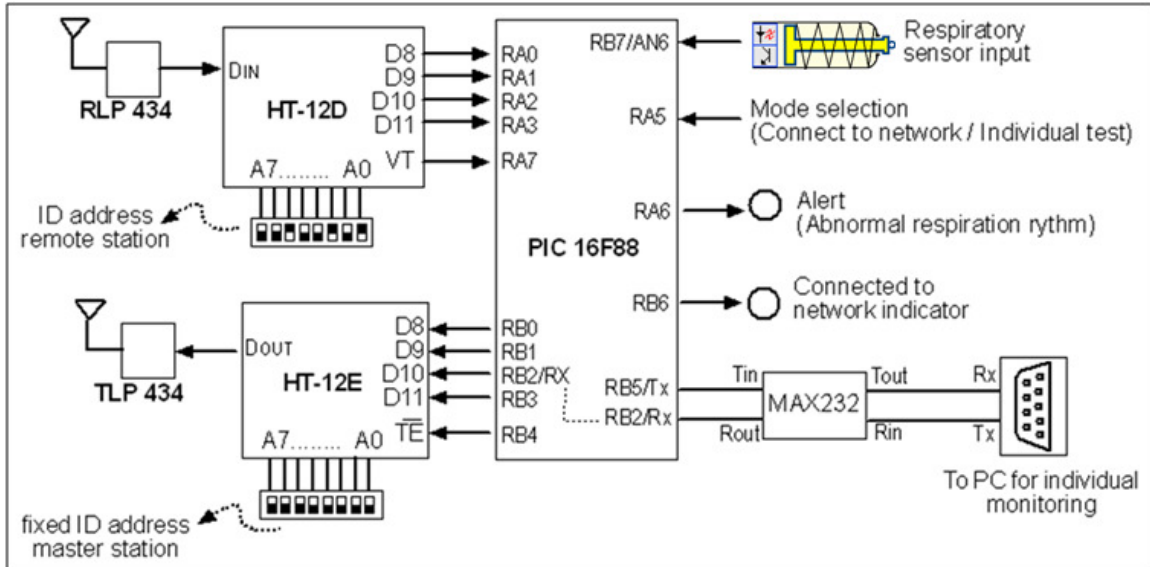 RLP 434
DIN
HT-12D
D8
D9
D10
D11
VT
A7........ A0
ID address
remote station
RA0
RA1
RA2
RA3
RA7
PIC 16F88
RB7/AN6
RA5
RA6
RB6
RB5/Tx
RB2/Rx
Respiratory
sensor input
Mode selection
(Connect to network / Individual test)
Alert
(Abnormal respiration rythm)
Connected to
network indicator
TLP 434
DOUT
HT-12E
D8
D9
D10
D11
TE
A7........ A0
fixed ID address
master station
RB0
RB1
RB2/RX
RB3
RB4
Tin
Rout
MAX232
Tout
Rin
Rx
Tx
To PC for individual
monitoring